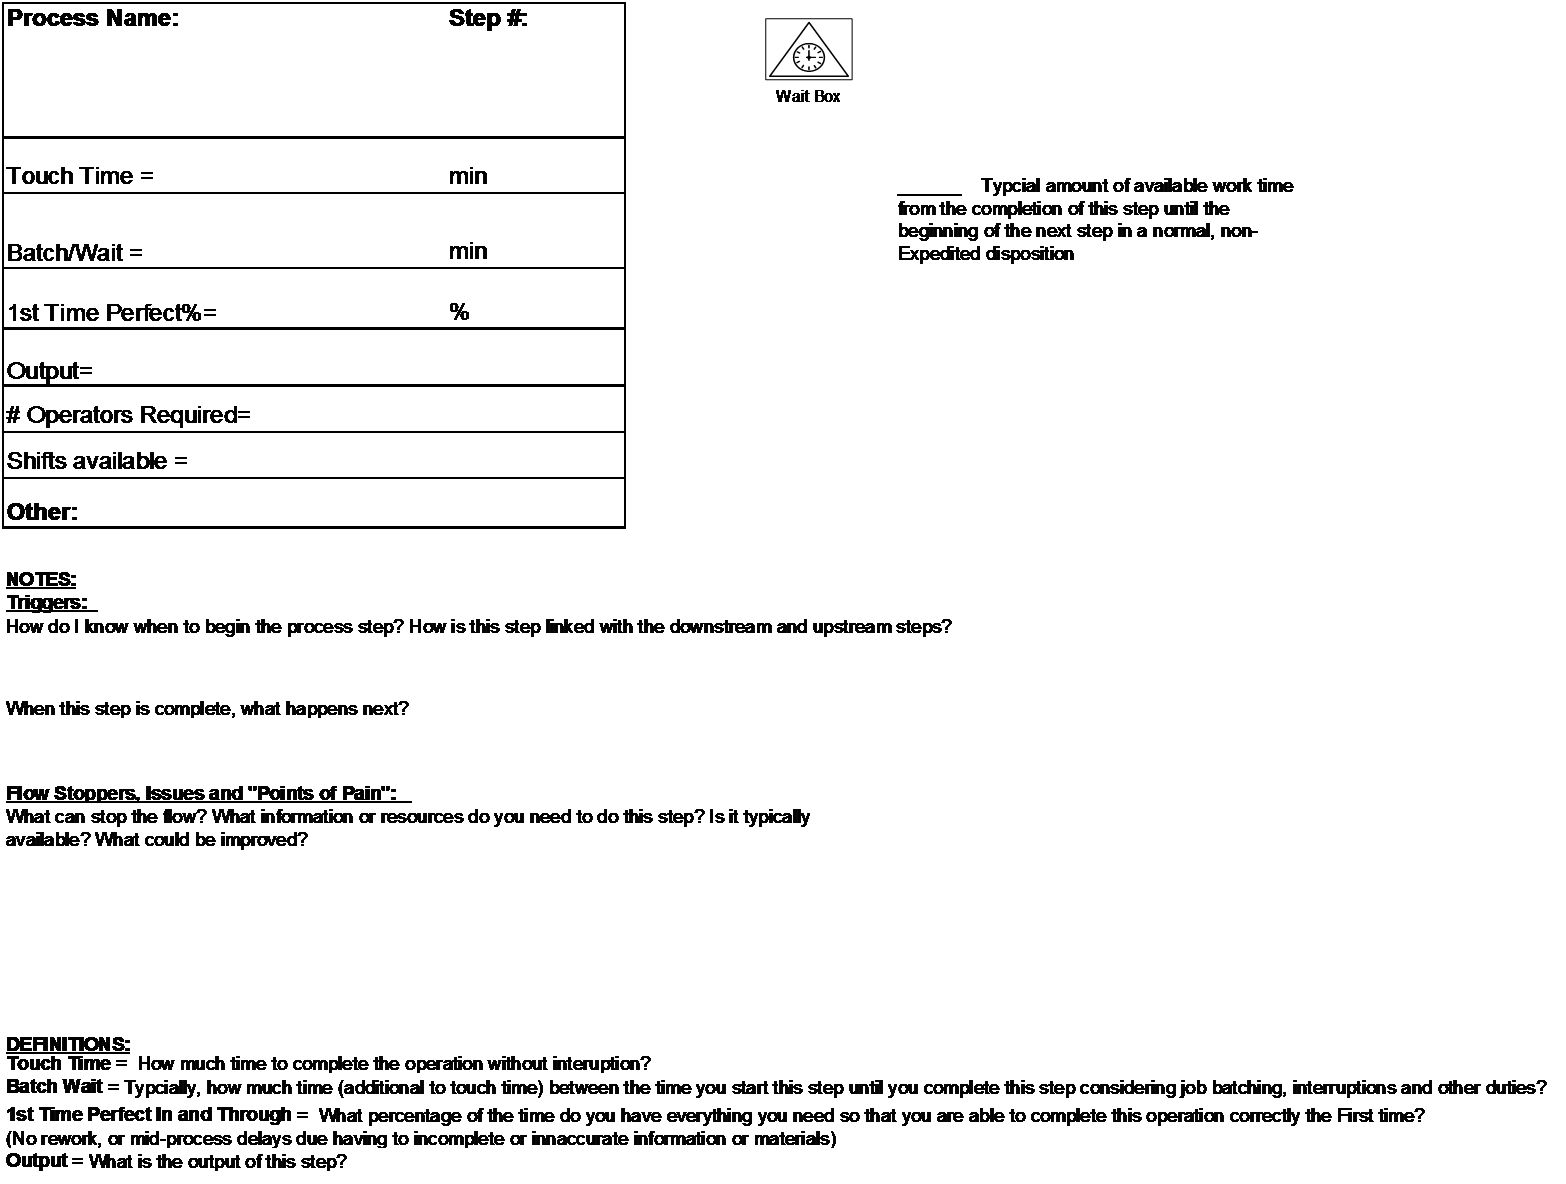 Process Name: Step #:
Wait Box
Touch Time = min
______ Typcial amount of available work time
from the completion of this step until the
beginning of the next step in a normal, non-
Expedited disposition
Batch/Wait = min
1st Time Perfect%= %
Output=
# Operators Required=
Shifts available =
Other:
NOTES:
Triggers:
How do I know when to begin the process step? How is this step linked with the downstream and upstream steps?
When this step is complete, what happens next?
Flow Stoppers, Issues and "Points of Pain":
What can stop the flow? What information or resources do you need to do this step? Is it typically
available? What could be improved?
DEFINITIONS:
Touch Time = How much time to complete the operation without interuption?
Batch Wait = Typcially, how much time (additional to touch time) between the time you start this step until you complete this step considering job batching, interruptions and other duties?
1st Time Perfect In and Through = What percentage of the time do you have everything you need so that you are able to complete this operation correctly the First time?
(No rework, or mid-process delays due having to incomplete or innaccurate information or materials)
Output = What is the output of this step?